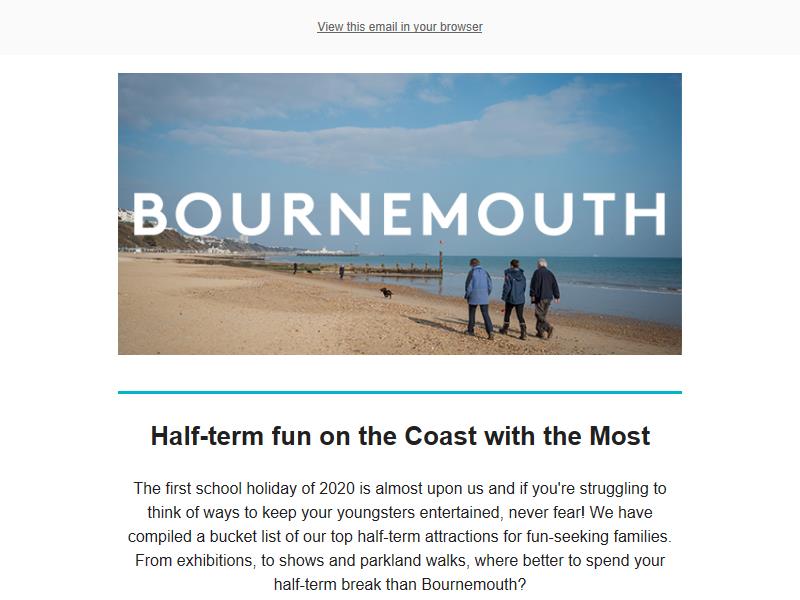 View this email in your browser
BOURNEMOUTH
Half-term fun on the Coast with the Most
The first school holiday of 2020 is almost upon us and if you're struggling to
think of ways to keep your youngsters entertained, never fear! We have
compiled a bucket list of our top half-term attractions for fun-seeking families.
From exhibitions, to shows and parkland walks, where better to spend your
half-term break than Bournemouth?